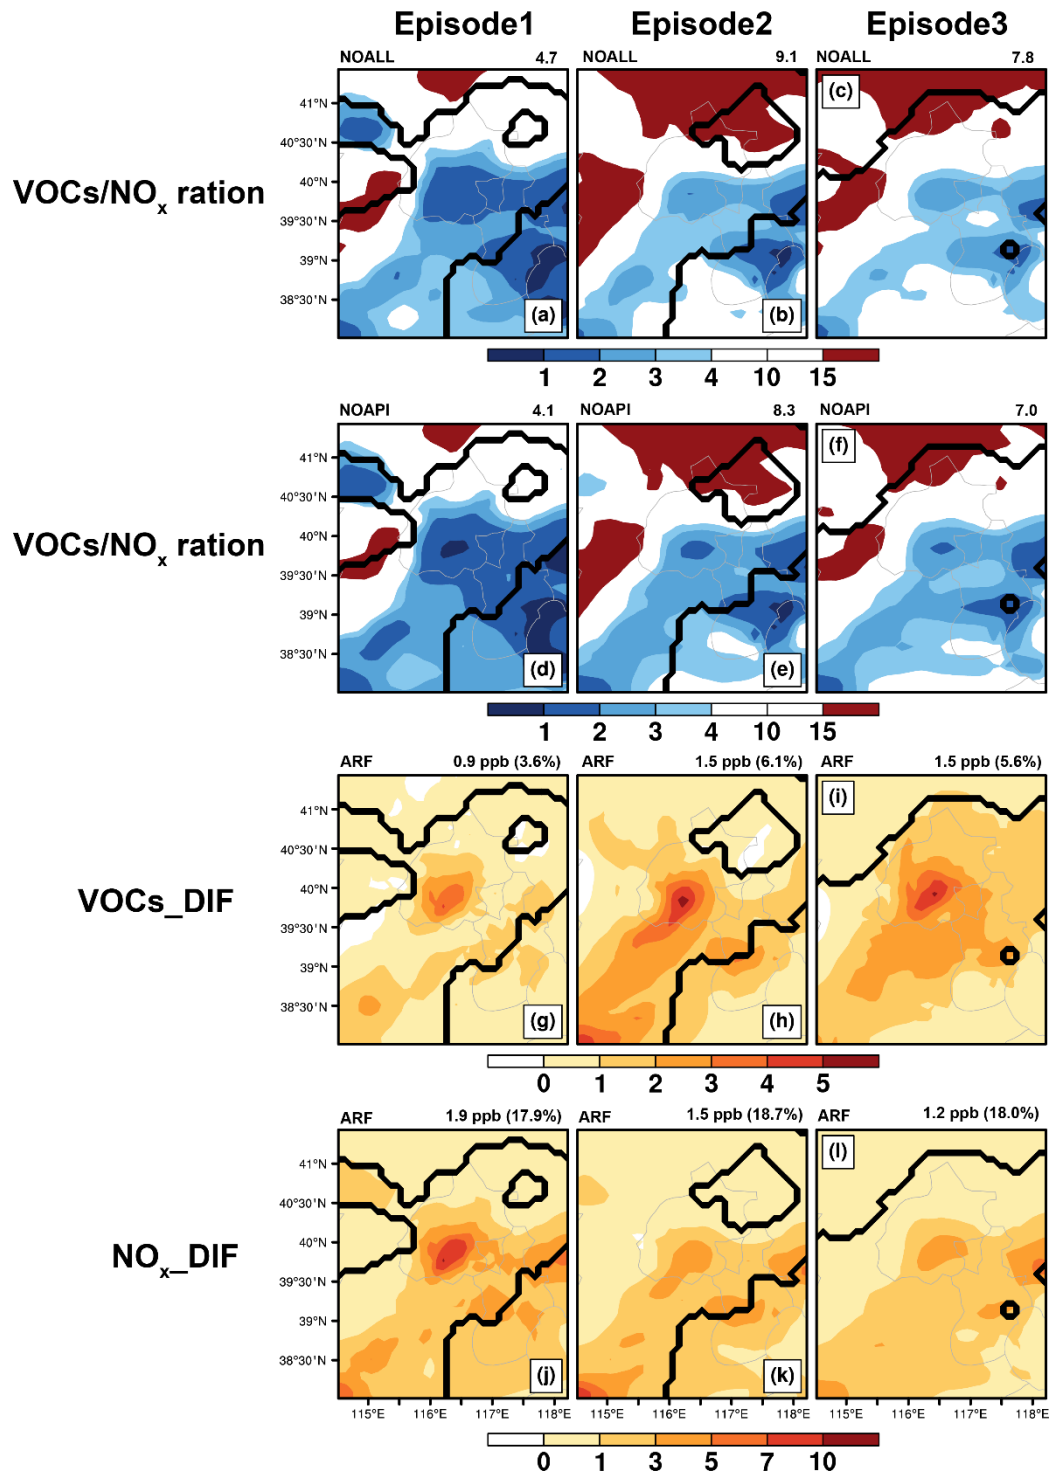 Episode1 Episode2 Episode3
NOALL 4.7 NOALL 9.1 NOALL 7.8
VOCs/NOx ration
41°N
40°30'N
40°N
39°30'N
39°N
38°30'N
(a) (b) (c)
1 2 3 4 10 15
NOAPI 4.1 NOAPI 8.3 NOAPI 7.0
VOCs/NOx ration
41°N
40°30'N
40°N
39°30'N
39°N
38°30'N
(d) (e) (f)
1 2 3 4 10 15
ARF 0.9 ppb (3.6%) ARF 1.5 ppb (6.1%) ARF 1.5 ppb (5.6%)
VOCs_DIF
41°N
40°30'N
40°N
39°30'N
39°N
38°30'N
(g) (h) (i)
0 1 2 3 4 5
ARF 1.9 ppb (17.9%) ARF 1.5 ppb (18.7%) ARF 1.2 ppb (18.0%)
NOx_DIF
41°N
40°30'N
40°N
39°30'N
39°N
38°30'N
(j) (k) (l)
115°E 116°E 117°E 118°E 115°E 116°E 117°E 118°E 115°E 116°E 117°E 118°E
0 1 3 5 7 10